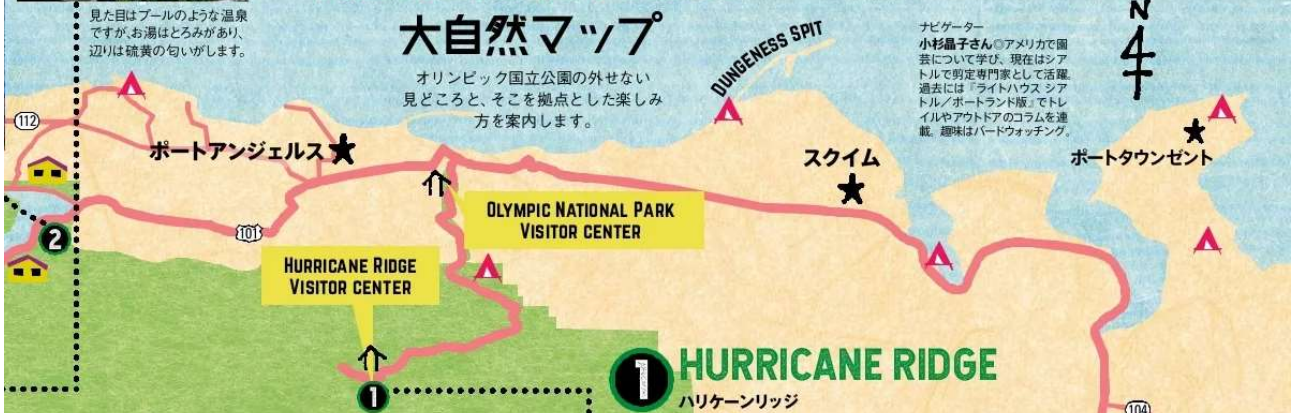 見た目はプールのような温泉
ですが、お湯はとろみがあり、
辺りは硫黄の匂いがします。
大自然マップ
オリンピック国立公園の外せない
見どころと、そこを拠点とした楽しみ
方を案内します。
DUNGENESS SPIT
ナビゲーター
小杉晶子さん◎アメリカで園
芸について学び、現在はシア
トルで剪定専門家として活躍。
過去には『ライトハウス シア
トル/ポートランド版』でトレ
イルやアウトドアのコラムを連
載。趣味はバードウォッチング。
N
112
ポートアンジェルス
スクイム
ポートタウンゼント
OLYMPIC NATIONAL PARK
VISITOR CENTER
101
2
HURRICANE RIDGE
VISITOR CENTER
1
1 HURRICANE RIDGE
ハリケーンリッジ
104